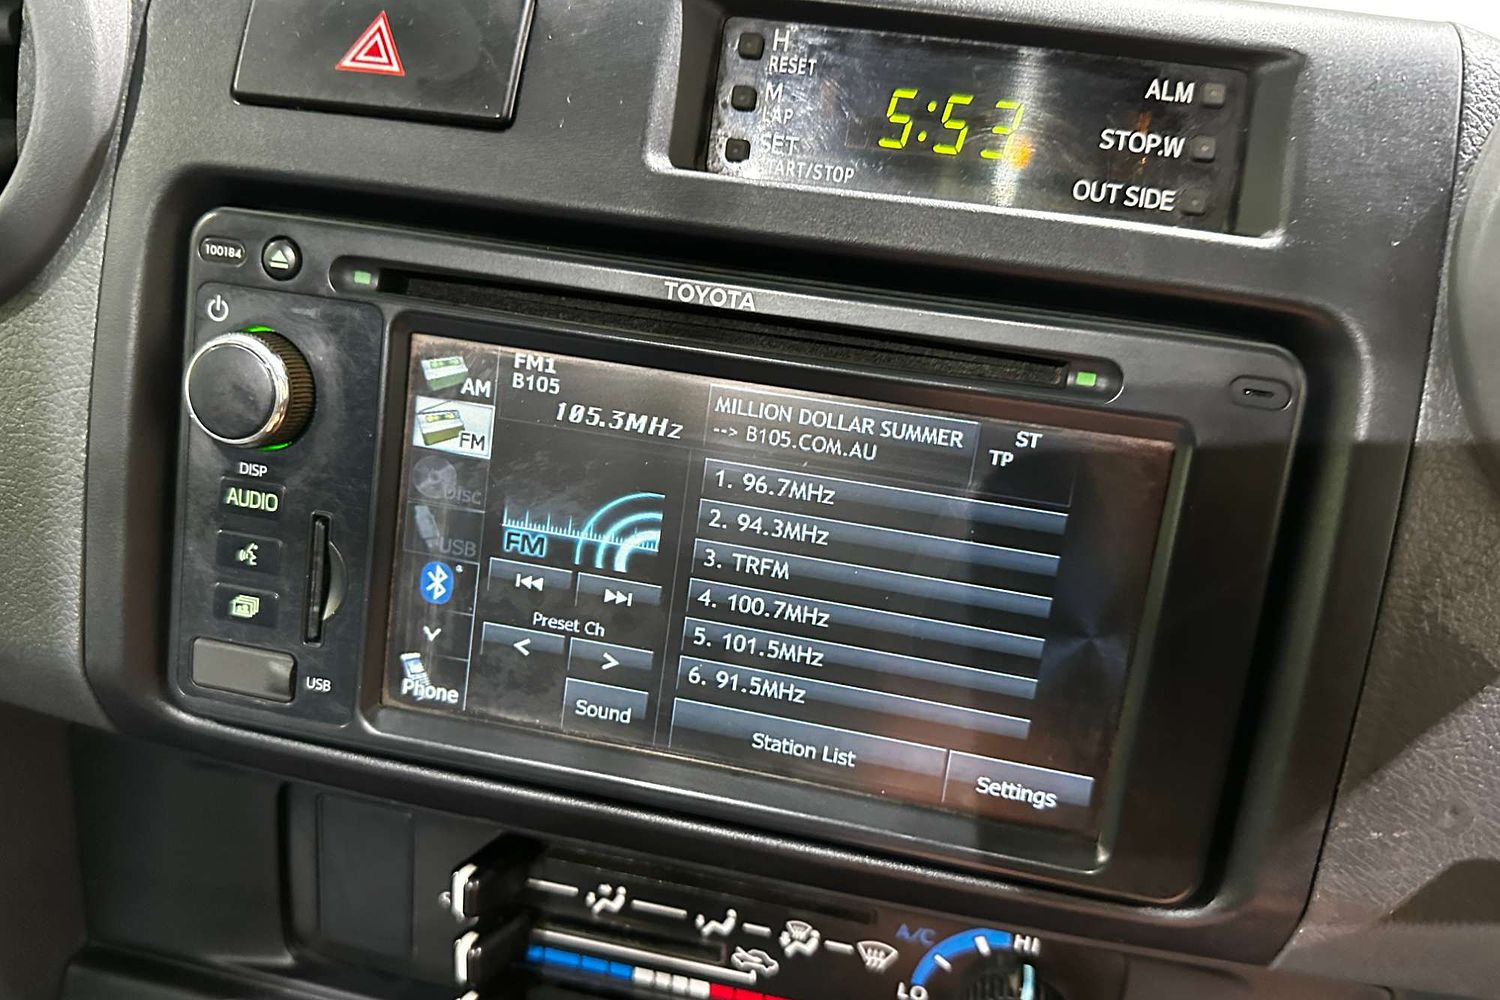 H
RESET
M
LAP
SET
START/STOP
5:53
ALM
STOP.W
OUT SIDE
100184
TOYOTA
DISP
AUDIO
USB
AM
FM
Disc
USB
Phone
FM1
B105
105.3MHz
FM
Preset Ch
<
>
Sound
MILLION DOLLAR SUMMER
--> B105.COM.AU
ST
TP
1. 96.7MHz
2. 94.3MHz
3. TRFM
4. 100.7MHz
5. 101.5MHz
6. 91.5MHz
Station List
Settings
A/C
HI
LO